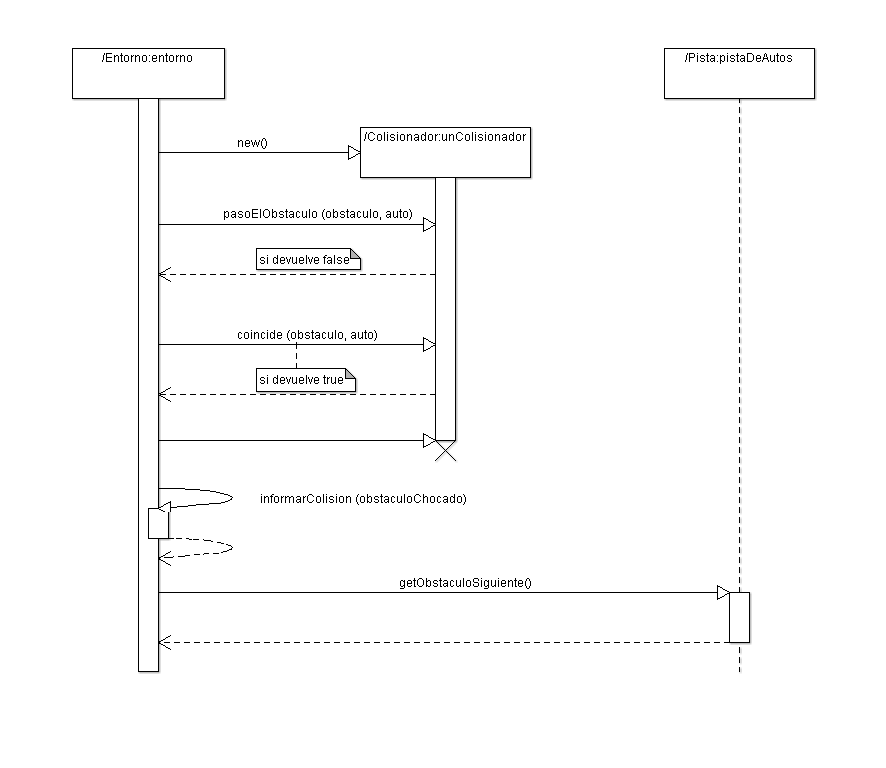 /Entorno:entorno
/Pista:pistaDeAutos
/Colisionador:unColisionador
new()
pasoElObstaculo (obstaculo, auto)
si devuelve false
coincide (obstaculo, auto)
si devuelve true
informarColision (obstaculoChocado)
getObstaculoSiguiente()